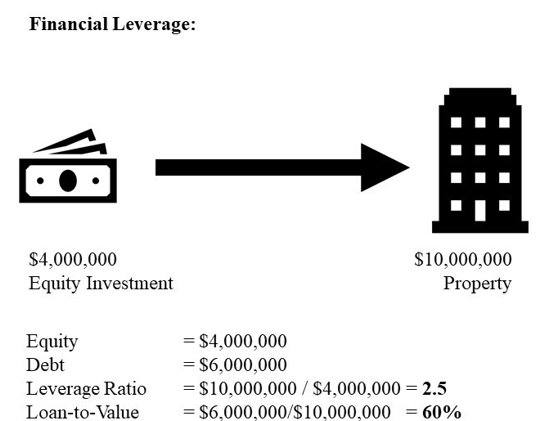 Financial Leverage:
$4,000,000 $10,000,000
Equity Investment Property
Equity = $4,000,000
Debt = $6,000,000
Leverage Ratio = $10,000,000 / $4,000,000 = 2.5
Loan-to-Value = $6,000,000/$10,000,000 = 60%